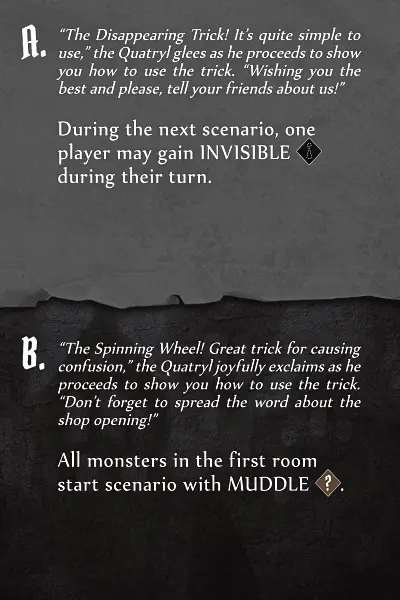 A.
“The Disappearing Trick! It’s quite simple to
use,” the Quatryl glees as he proceeds to show
you how to use the trick. “Wishing you the
best and please, tell your friends about us!”
During the next scenario, one
player may gain INVISIBLE
during their turn.
B.
“The Spinning Wheel! Great trick for causing
confusion,” the Quatryl joyfully exclaims as he
proceeds to show you how to use the trick.
“Don’t forget to spread the word about the
shop opening!”
All monsters in the first room
start scenario with MUDDLE ?.